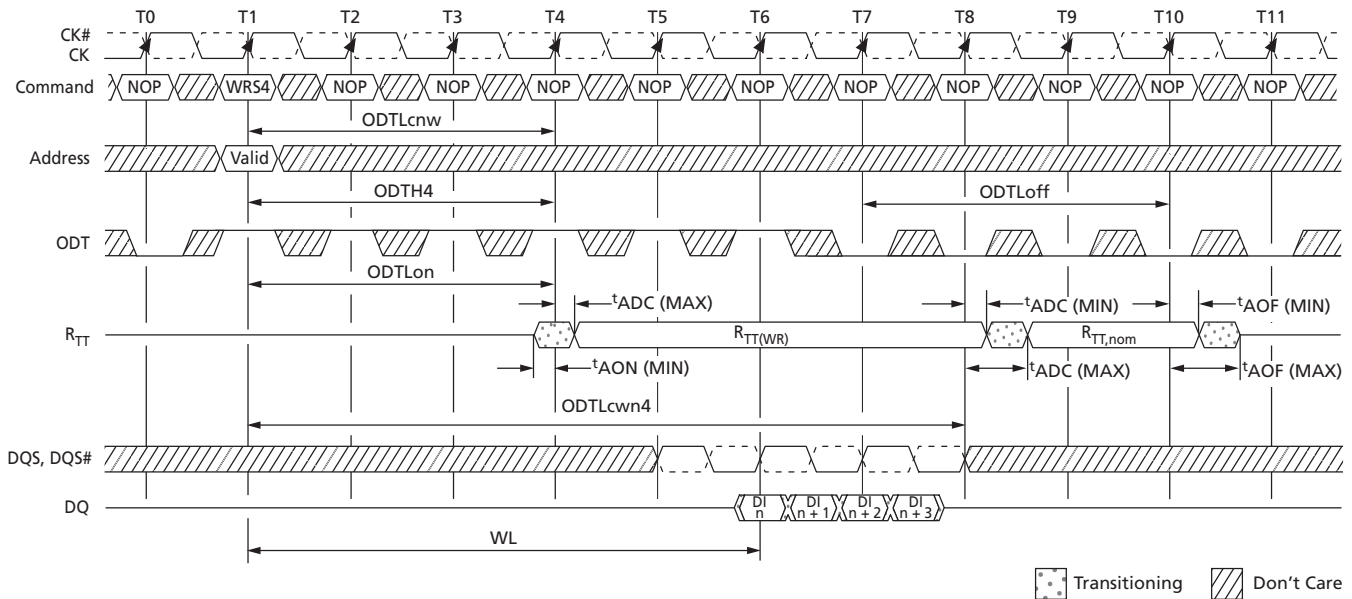 T0 T1 T2 T3 T4 T5 T6 T7 T8 T9 T10 T11
CK#
CK
Command NOP WRS4 NOP NOP NOP NOP NOP NOP NOP NOP NOP NOP
ODTLcnw
Address Valid
ODTH4 ODTLoff
ODT
ODTLon
tADC (MAX) tADC (MIN) tAOF (MIN)
RTT RTT(WR) RTT,nom
tAON (MIN) tADC (MAX) tAOF (MAX)
ODTLcwn4
DQS, DQS#
DQ DI n DI n + 1 DI n + 2 DI n + 3
WL
Transitioning Don't Care